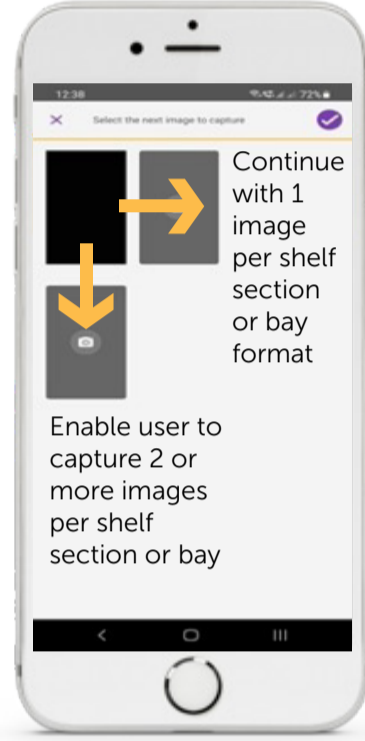 12:38
72%
Select the next image to capture
Continue
with 1
image
per shelf
section
or bay
format
Enable user to
capture 2 or
more images
per shelf
section or bay